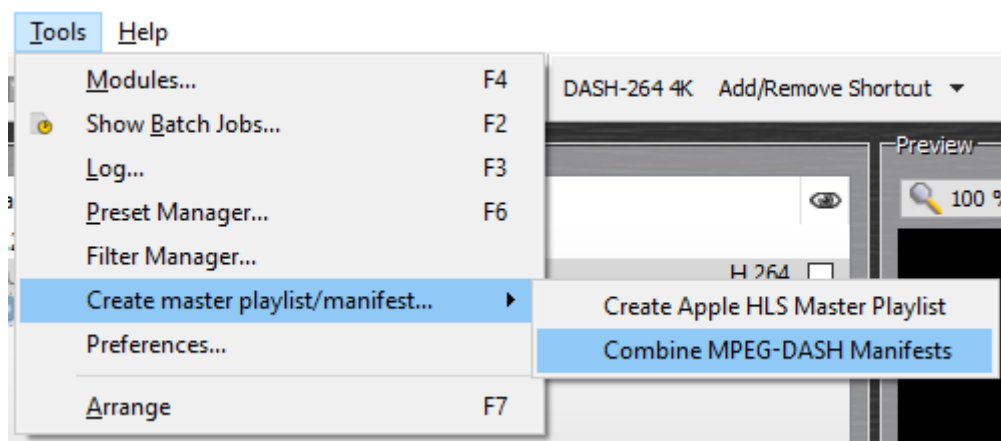 Tools Help
Modules... F4
DASH-264 4K Add/Remove Shortcut
Show Batch Jobs... F2
Preview
Log... F3
100 %
Preset Manager... F6
Filter Manager...
H.264
Create master playlist/manifest...
Create Apple HLS Master Playlist
Preferences...
Combine MPEG-DASH Manifests
Arrange F7